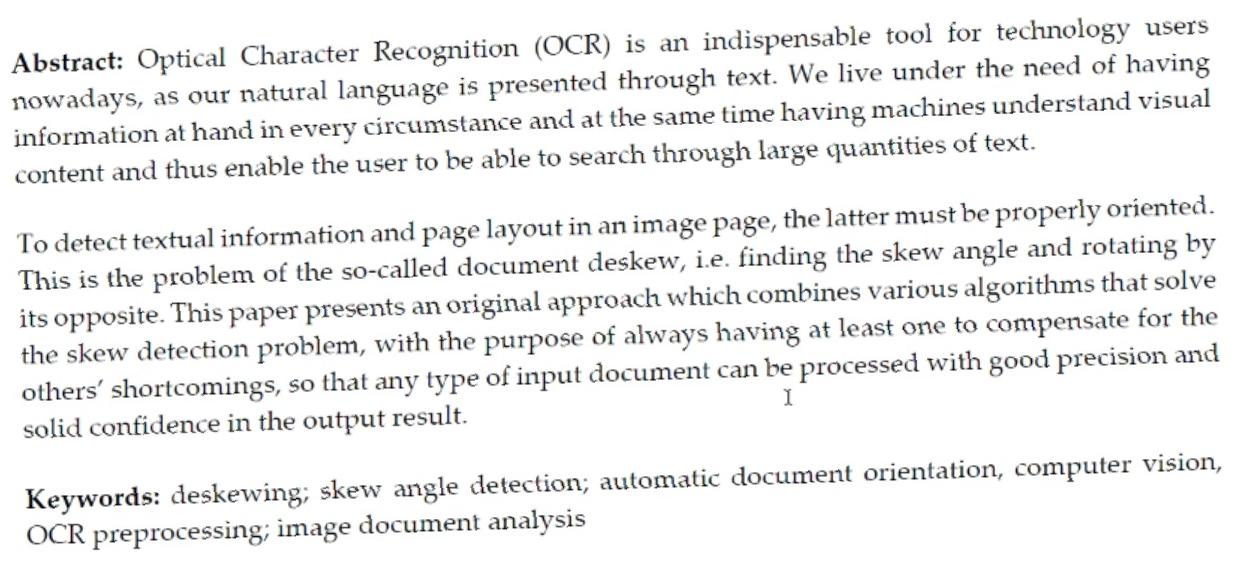 Abstract: Optical Character Recognition (OCR) is an indispensable tool for technology users
nowadays, as our natural language is presented through text. We live under the need of having
information at hand in every circumstance and at the same time having machines understand visual
content and thus enable the user to be able to search through large quantities of text.
To detect textual information and page layout in an image page, the latter must be properly oriented.
This is the problem of the so-called document deskew, i.e. finding the skew angle and rotating by
its opposite. This paper presents an original approach which combines various algorithms that solve
the skew detection problem, with the purpose of always having at least one to compensate for the
others’ shortcomings, so that any type of input document can be processed with good precision and
solid confidence in the output result.
Keywords: deskewing; skew angle detection; automatic document orientation, computer vision,
OCR preprocessing; image document analysis